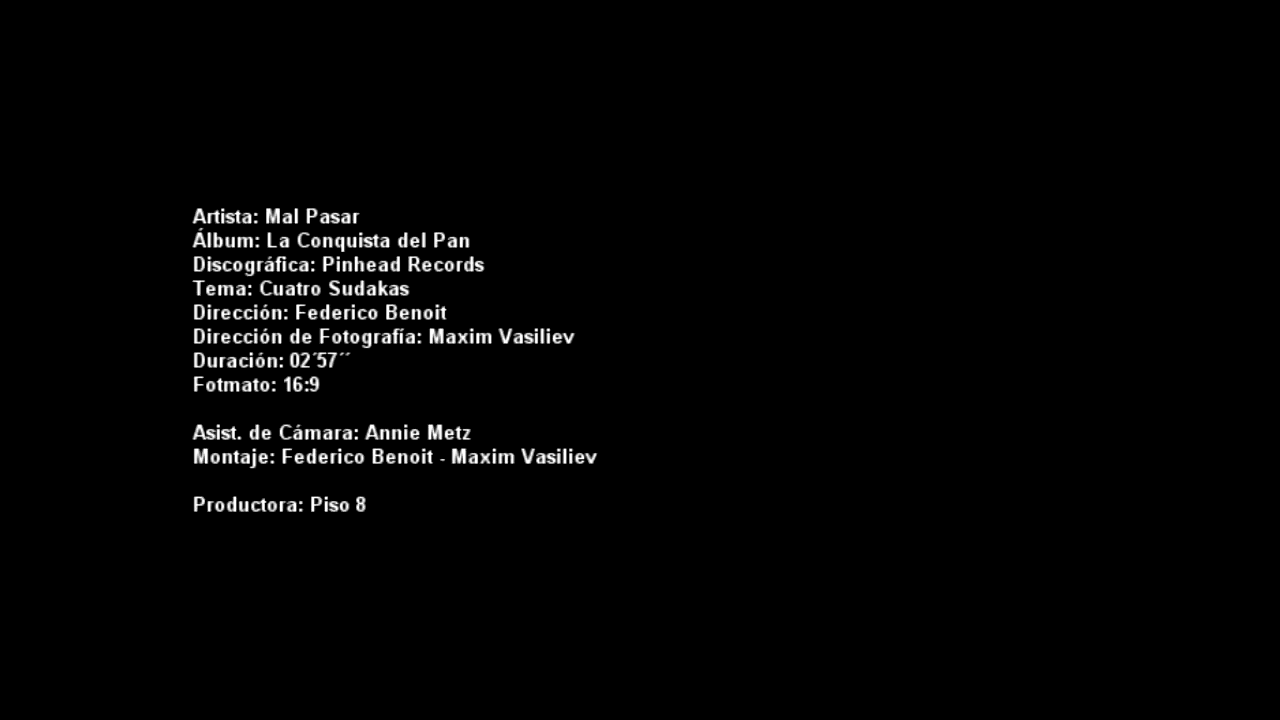 Artista: Mal Pasar
Álbum: La Conquista del Pan
Discográfica: Pinhead Records
Tema: Cuatro Sudakas
Dirección: Federico Benoit
Dirección de Fotografía: Maxim Vasiliev
Duración: 02´57´´
Fotmato: 16:9
Asist. de Cámara: Annie Metz
Montaje: Federico Benoit - Maxim Vasiliev
Productora: Piso 8